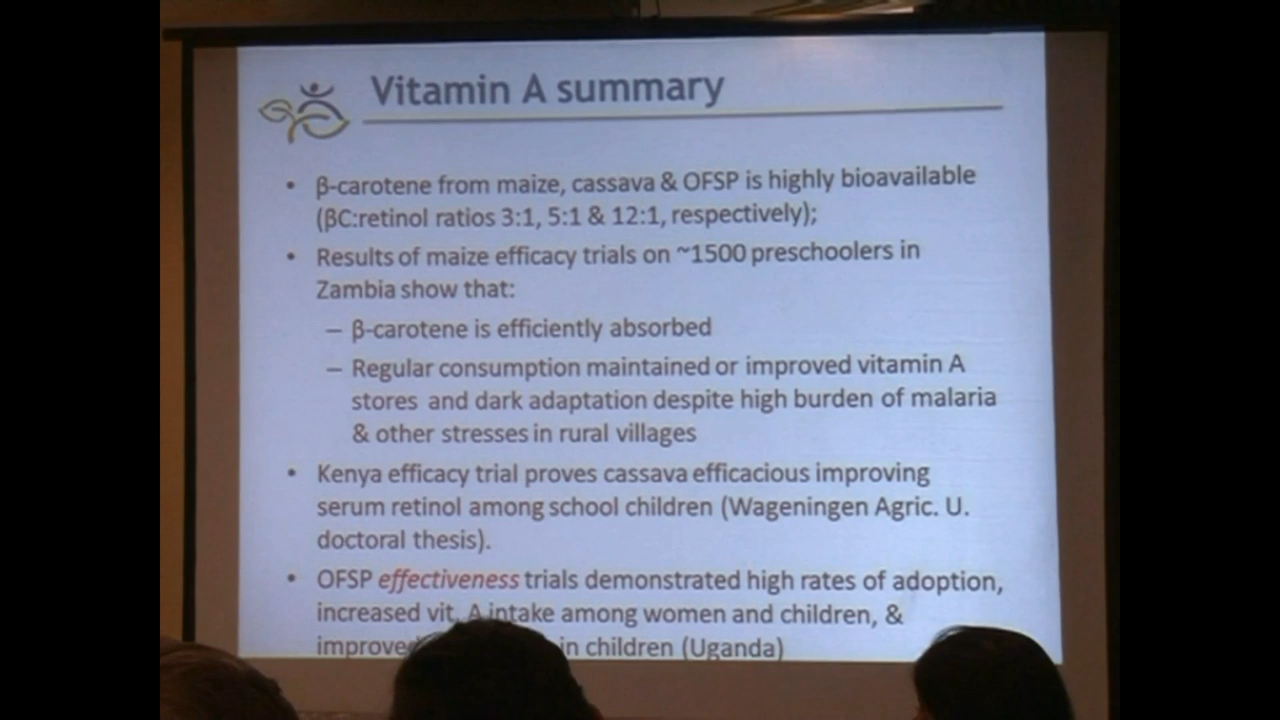 Vitamin A summary
• β-carotene from maize, cassava & OFSP is highly bioavailable
(βC:retinol ratios 3:1, 5:1 & 12:1, respectively);
• Results of maize efficacy trials on ~1500 preschoolers in
Zambia show that:
– β-carotene is efficiently absorbed
– Regular consumption maintained or improved vitamin A
stores and dark adaptation despite high burden of malaria
& other stresses in rural villages
• Kenya efficacy trial proves cassava efficacious improving
serum retinol among school children (Wageningen Agric. U.
doctoral thesis).
• OFSP effectiveness trials demonstrated high rates of adoption,
increased vit. A intake among women and children, &
in children (Uganda)